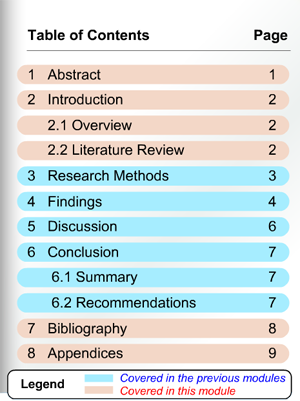 Table of Contents Page
1 Abstract 1
2 Introduction 2
2.1 Overview 2
2.2 Literature Review 2
3 Research Methods 3
4 Findings 4
5 Discussion 6
6 Conclusion 7
6.1 Summary 7
6.2 Recommendations 7
7 Bibliography 8
8 Appendices 9
Legend
Covered in the previous modules
Covered in this module